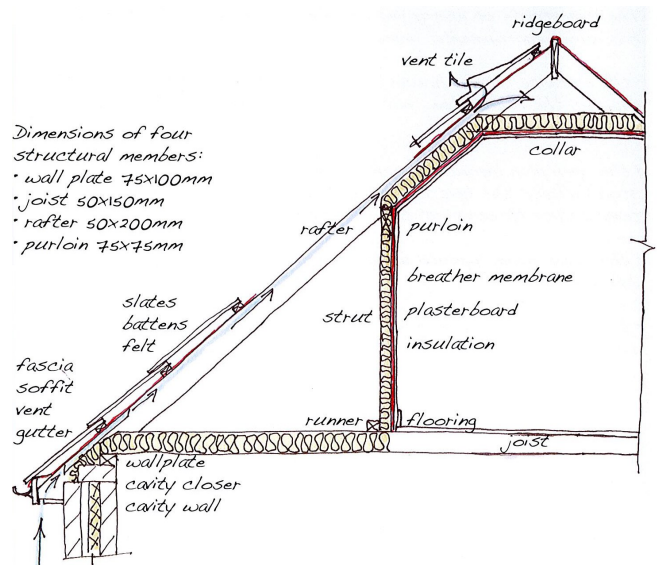 ridgeboard
vent tile
Dimensions of four
structural members:
• wall plate 75x100mm
• joist 50x150mm
• rafter 50x200mm
• purloin 75x75mm
collar
rafter
purloin
breather membrane
plasterboard
insulation
strut
slates
battens
felt
fascia
soffit
vent
gutter
runner
flooring
joist
wallplate
cavity closer
cavity wall